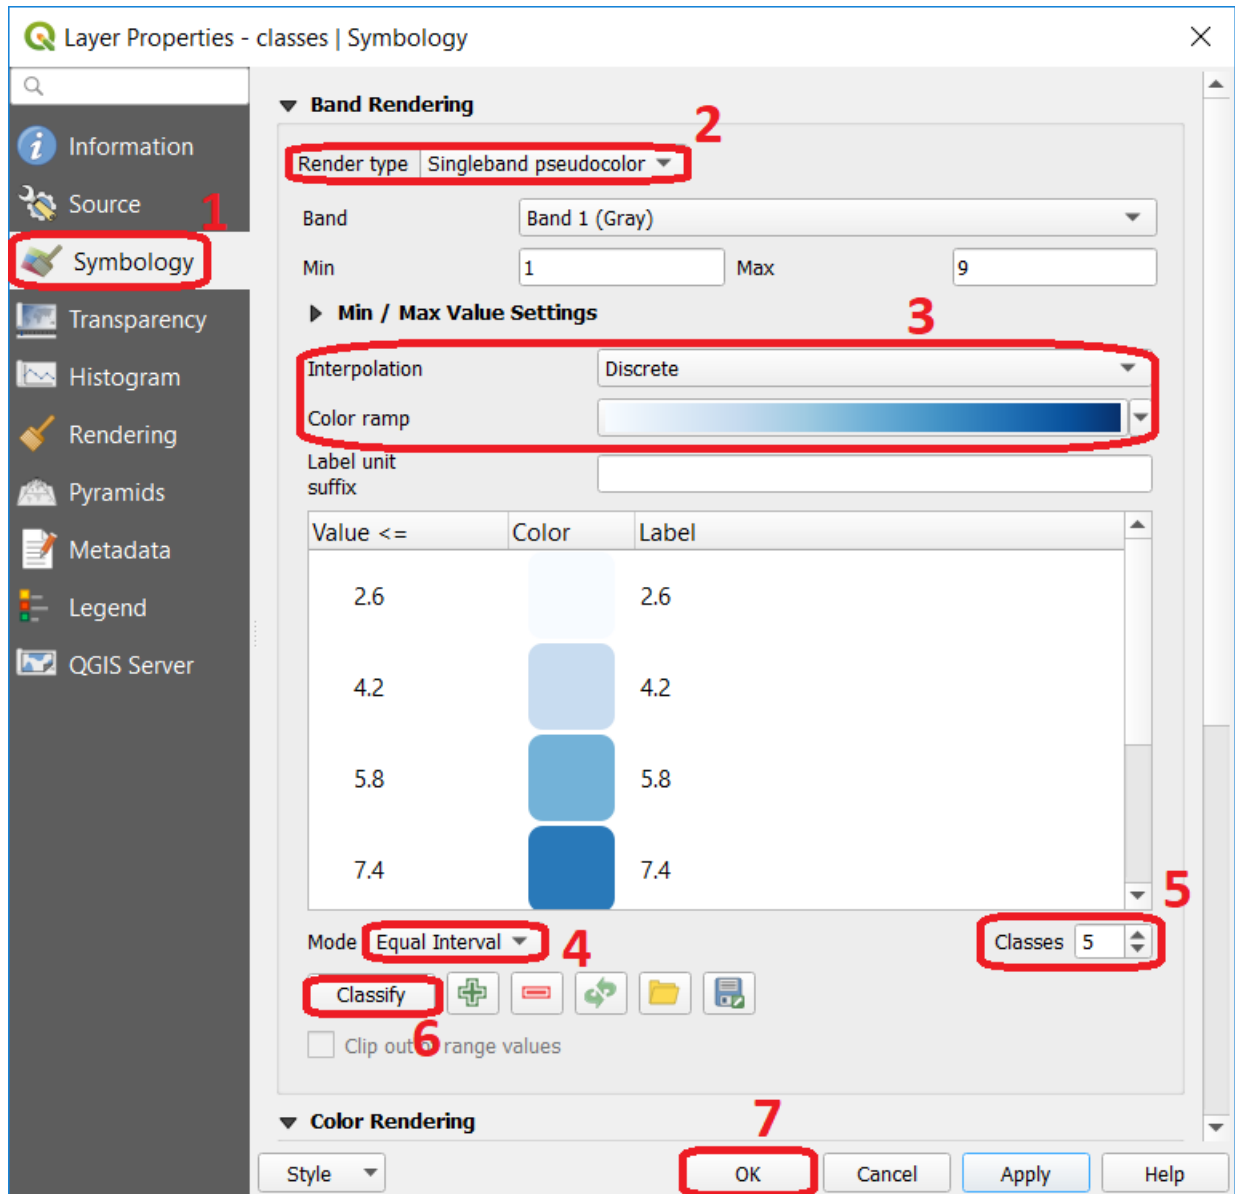 Layer Properties - classes | Symbology
Band Rendering
2
Information
Render type Singleband pseudocolor
Source
1
Band Band 1 (Gray)
Symbology
Min 1 Max 9
Transparency
Min / Max Value Settings
3
Histogram
Interpolation Discrete
Color ramp
Rendering
Label unit
suffix
Pyramids
Value <= Color Label
Metadata
2.6 2.6
Legend
QGIS Server
4.2 4.2
5.8 5.8
7.4 7.4
5
Mode Equal Interval 4 Classes 5
Classify
6
Clip out of range values
Color Rendering
7
Style OK Cancel Apply Help